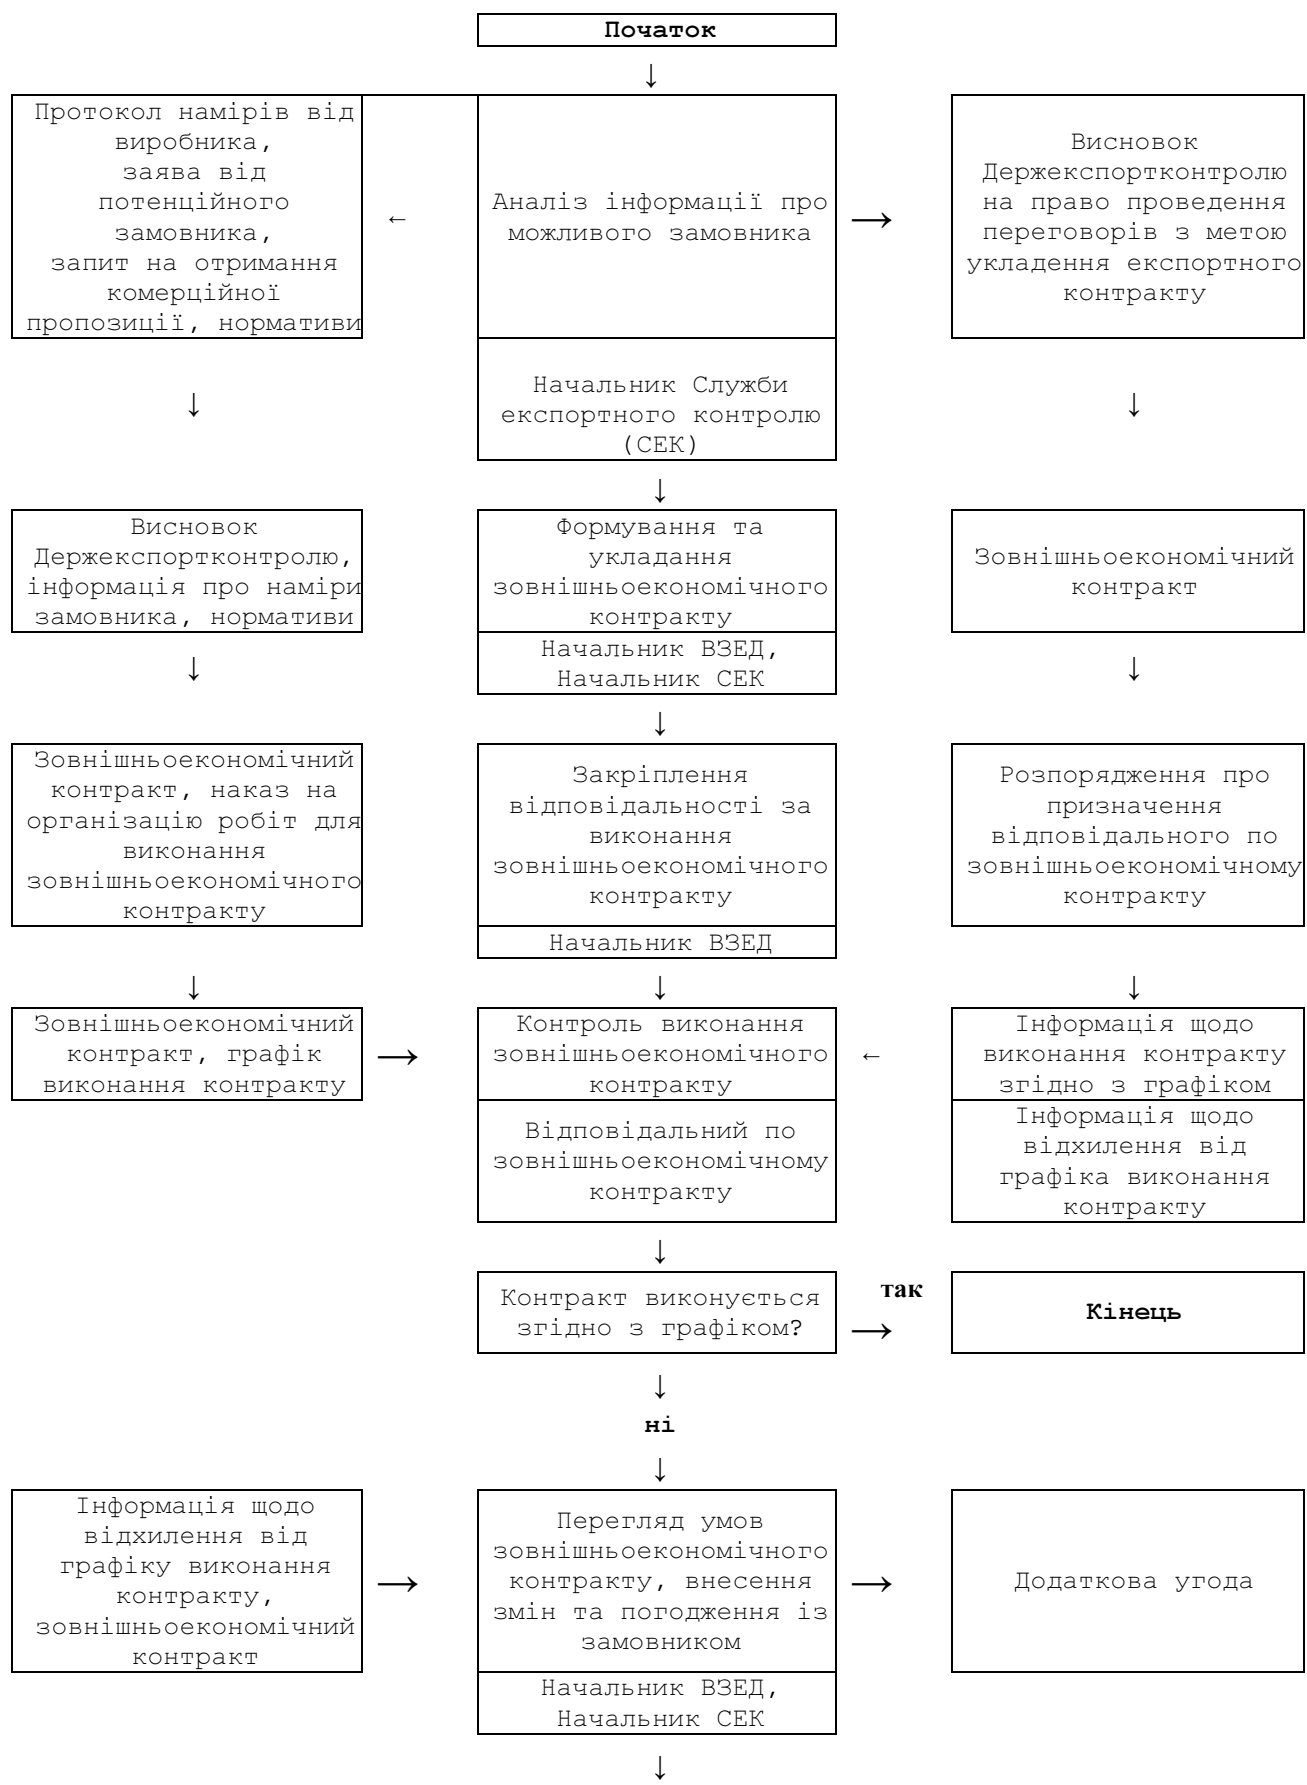 Початок
↓
Протокол намірів від
виробника,
заява від
потенційного
замовника,
запит на отримання
комерційної
пропозиції, нормативи
←
Аналіз інформації про
можливого замовника
→
Висновок
Держекспортконтролю
на право проведення
переговорів з метою
укладення експортного
контракту
↓
Начальник Служби
експортного контролю
(СЕК)
↓
↓
Висновок
Держекспортконтролю,
інформація про наміри
замовника, нормативи
Формування та
укладання
зовнішньоекономічного
контракту
Зовнішньоекономічний
контракт
↓
Начальник ВЗЕД,
Начальник СЕК
↓
↓
Зовнішньоекономічний
контракт, наказ на
організацію робіт для
виконання
зовнішньоекономічного
контракту
Закріплення
відповідальності за
виконання
зовнішньоекономічного
контракту
Розпорядження про
призначення
відповідального по
зовнішньоекономічному
контракту
Начальник ВЗЕД
↓
↓
↓
Зовнішньоекономічний
контракт, графік
виконання контракту
→
Контроль виконання
зовнішньоекономічного
контракту
←
Інформація щодо
виконання контракту
згідно з графіком
Відповідальний по
зовнішньоекономічному
контракту
Інформація щодо
відхилення від
графіка виконання
контракту
↓
Контракт виконується
згідно з графіком?
так
→
Кінець
↓
ні
↓
Інформація щодо
відхилення від
графіку виконання
контракту,
зовнішньоекономічний
контракт
→
Перегляд умов
зовнішньоекономічного
контракту, внесення
змін та погодження із
замовником
→
Додаткова угода
Начальник ВЗЕД,
Начальник СЕК
↓